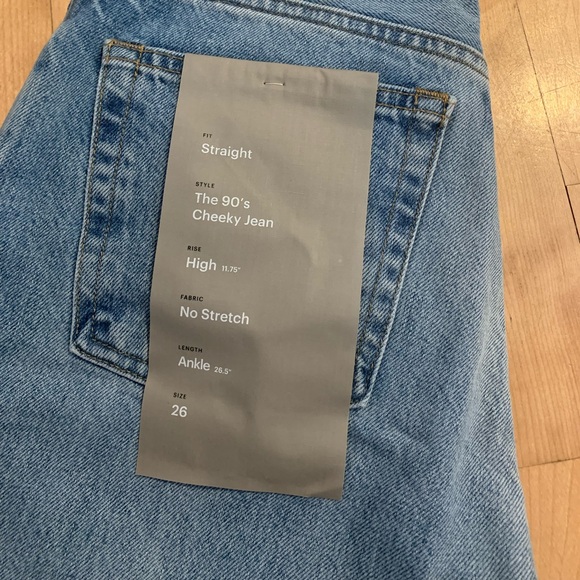 FIT
Straight
STYLE
The 90's
Cheeky Jean
RISE
High 11.75"
FABRIC
No Stretch
LENGTH
Ankle 28.5"
SIZE
26